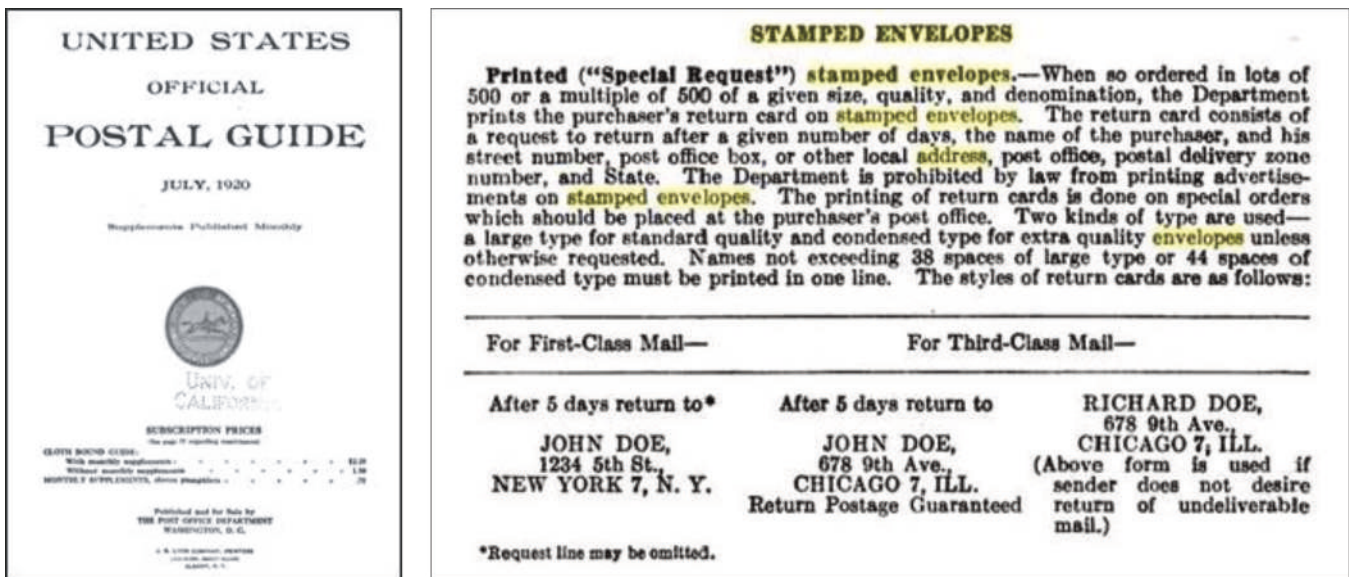 UNITED STATES
OFFICIAL
POSTAL GUIDE
JULY, 1920
Supplements Published Monthly
UNIV. OF
CALIFORNIA
SUBSCRIPTION PRICES
CLOTH BOUND GUIDE:
With monthly supplements
Without monthly supplements
MONTHLY SUPPLEMENTS, eleven pamphlets
Published and for Sale by
THE POST OFFICE DEPARTMENT
WASHINGTON, D. C.
STAMPED ENVELOPES
Printed (“Special Request”) stamped envelopes.—When so ordered in lots of
500 or a multiple of 500 of a given size, quality, and denomination, the Department
prints the purchaser's return card on stamped envelopes. The return card consists of
a request to return after a given number of days, the name of the purchaser, and his
street number, post office box, or other local address, post office, postal delivery zone
number, and State. The Department is prohibited by law from printing advertise-
ments on stamped envelopes. The printing of return cards is done on special orders
which should be placed at the purchaser's post office. Two kinds of type are used—
a large type for standard quality and condensed type for extra quality envelopes unless
otherwise requested. Names not exceeding 38 spaces of large type or 44 spaces of
condensed type must be printed in one line. The styles of return cards are as follows:
For First-Class Mail—
For Third-Class Mail—
After 5 days return to*
JOHN DOE,
1234 5th St.,
NEW YORK 7, N. Y.
After 5 days return to
JOHN DOE,
678 9th Ave.,
CHICAGO 7, ILL.
Return Postage Guaranteed
RICHARD DOE,
678 9th Ave.,
CHICAGO 7, ILL.
(Above form is used if
sender does not desire
return of undeliverable
mail.)
*Request line may be omitted.